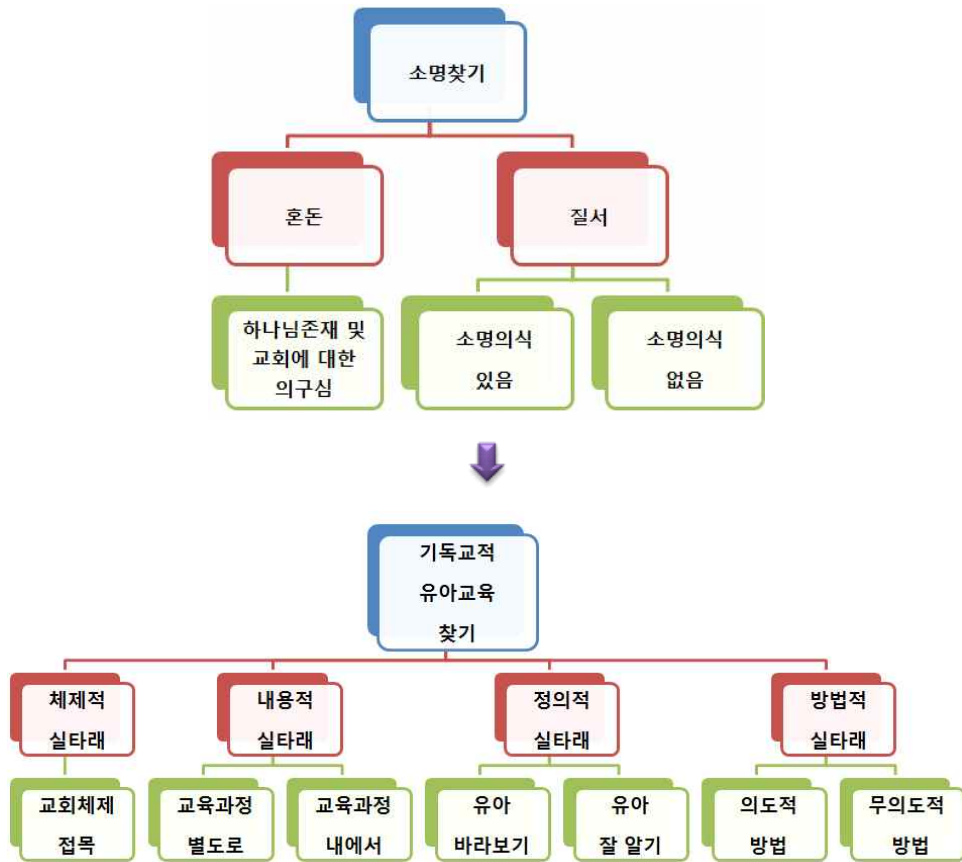 소명찾기
혼돈
질서
하나님존재 및
교회에 대한
의구심
소명의식
있음
소명의식
없음
기독교적
유아교육
찾기
체제적
실타래
내용적
실타래
정의적
실타래
방법적
실타래
교회체제
접목
교육과정
별도로
교육과정
내에서
유아
바라보기
유아
잘 알기
의도적
방법
무의도적
방법